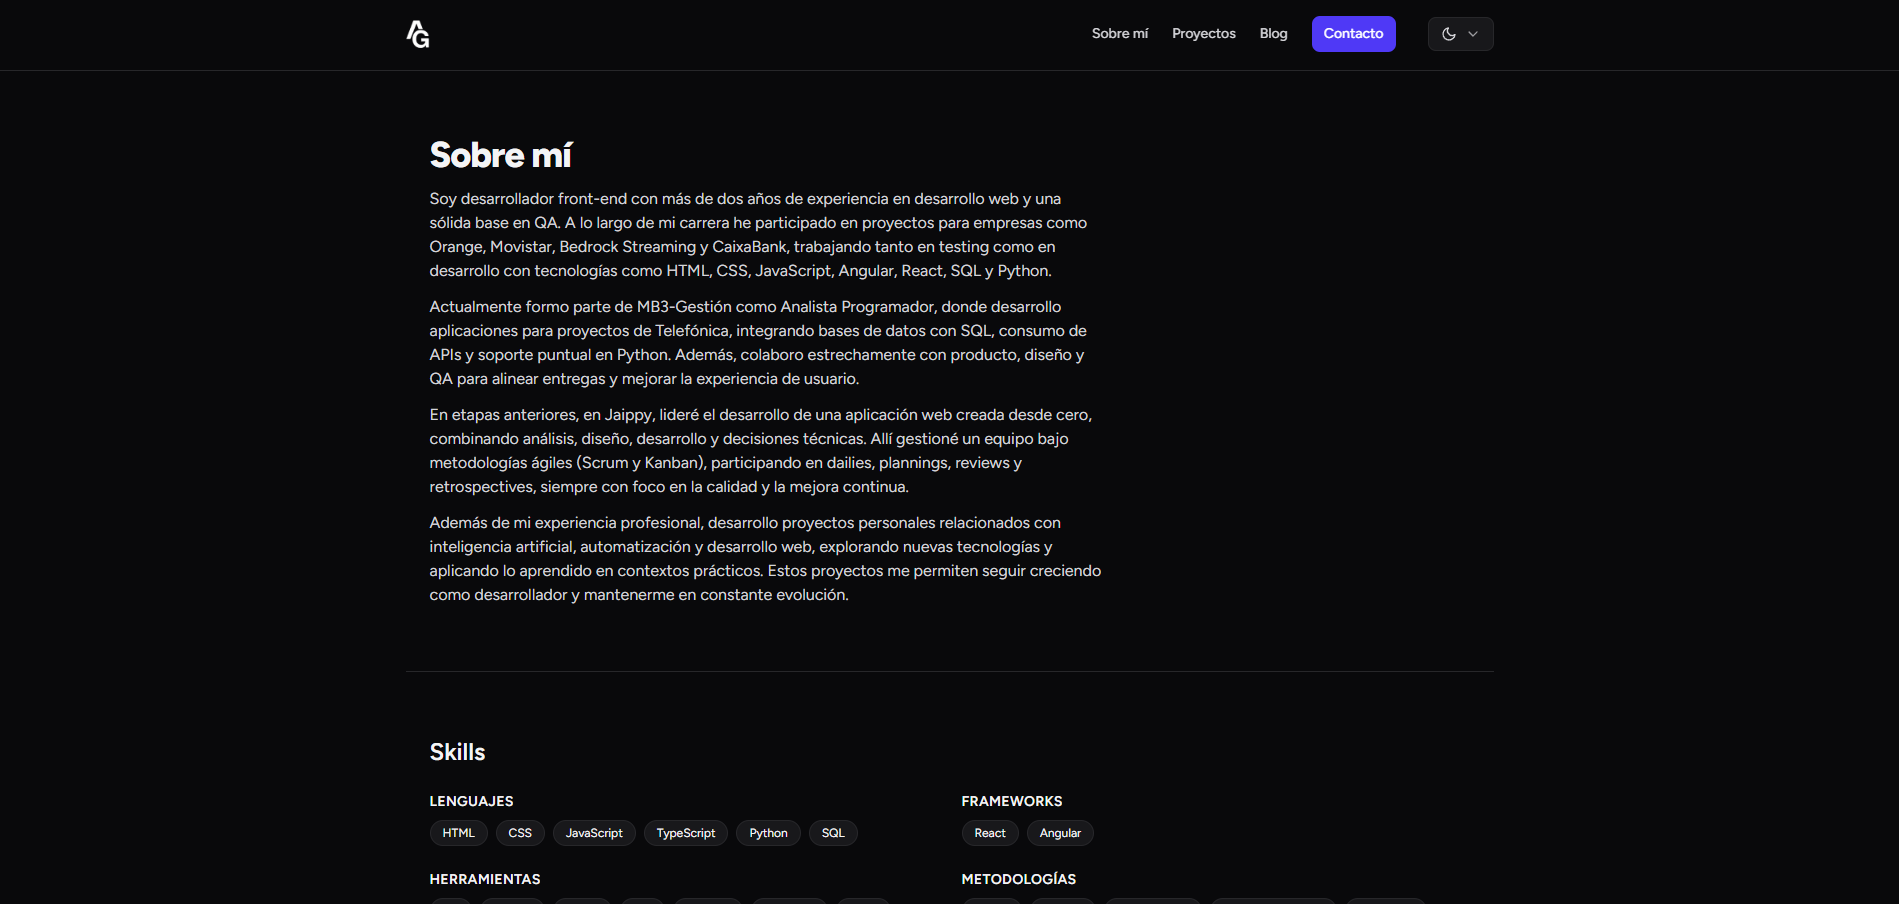 AG
Sobre mí
Proyectos
Blog
Contacto
Sobre mí
Soy desarrollador front-end con más de dos años de experiencia en desarrollo web y una
sólida base en QA. A lo largo de mi carrera he participado en proyectos para empresas como
Orange, Movistar, Bedrock Streaming y CaixaBank, trabajando tanto en testing como en
desarrollo con tecnologías como HTML, CSS, JavaScript, Angular, React, SQL y Python.
Actualmente formo parte de MB3-Gestión como Analista Programador, donde desarrollo
aplicaciones para proyectos de Telefónica, integrando bases de datos con SQL, consumo de
APIs y soporte puntual en Python. Además, colaboro estrechamente con producto, diseño y
QA para alinear entregas y mejorar la experiencia de usuario.
En etapas anteriores, en Jaippy, lideré el desarrollo de una aplicación web creada desde cero,
combinando análisis, diseño, desarrollo y decisiones técnicas. Allí gestioné un equipo bajo
metodologías ágiles (Scrum y Kanban), participando en dailies, plannings, reviews y
retrospectives, siempre con foco en la calidad y la mejora continua.
Además de mi experiencia profesional, desarrollo proyectos personales relacionados con
inteligencia artificial, automatización y desarrollo web, explorando nuevas tecnologías y
aplicando lo aprendido en contextos prácticos. Estos proyectos me permiten seguir creciendo
como desarrollador y mantenerme en constante evolución.
Skills
LENGUAJES
HTML
CSS
JavaScript
TypeScript
Python
SQL
FRAMEWORKS
React
Angular
HERRAMIENTAS
METODOLOGÍAS